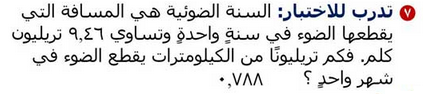 ٧ تدرب للاختبار: السنة الضوئية هي المسافة التي
يقطعها الضوء في سنةٍ واحدةٍ وتساوي ٩,٤٦ تريليون
كلم. فكم تريليونًا من الكيلومترات يقطع الضوء في
شهر واحدٍ ؟ ٠,٧٨٨